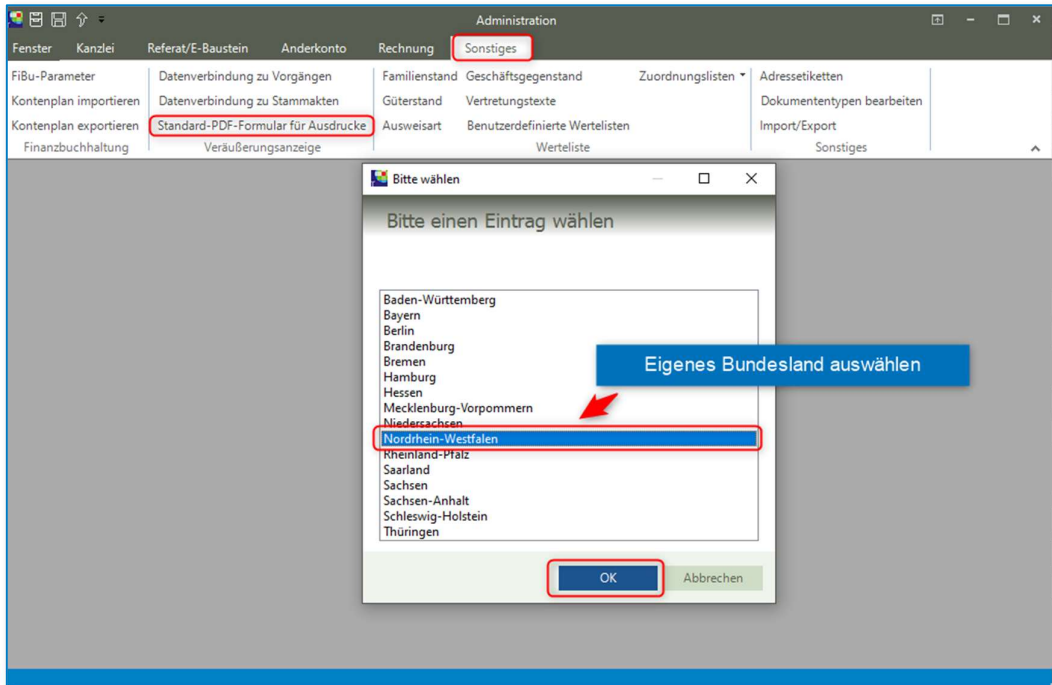 Administration
Fenster Kanzlei Referat/E-Baustein Anderkonto Rechnung Sonstiges
FiBu-Parameter Datenverbindung zu Vorgängen Familienstand Geschäftsgegenstand Zuordnungslisten Adressetiketten
Kontenplan importieren Datenverbindung zu Stammakten Güterstand Vertretungstexte Dokumententypen bearbeiten
Kontenplan exportieren Standard-PDF-Formular für Ausdrucke Ausweisart Benutzerdefinierte Wertelisten Import/Export
Finanzbuchhaltung Veräußerungsanzeige Werteliste Sonstiges
Bitte wählen
Bitte einen Eintrag wählen
Baden-Württemberg
Bayern
Berlin
Brandenburg
Bremen
Hamburg
Hessen
Mecklenburg-Vorpommern
Niedersachsen
Nordrhein-Westfalen
Rheinland-Pfalz
Saarland
Sachsen
Sachsen-Anhalt
Schleswig-Holstein
Thüringen
Eigenes Bundesland auswählen
OK Abbrechen